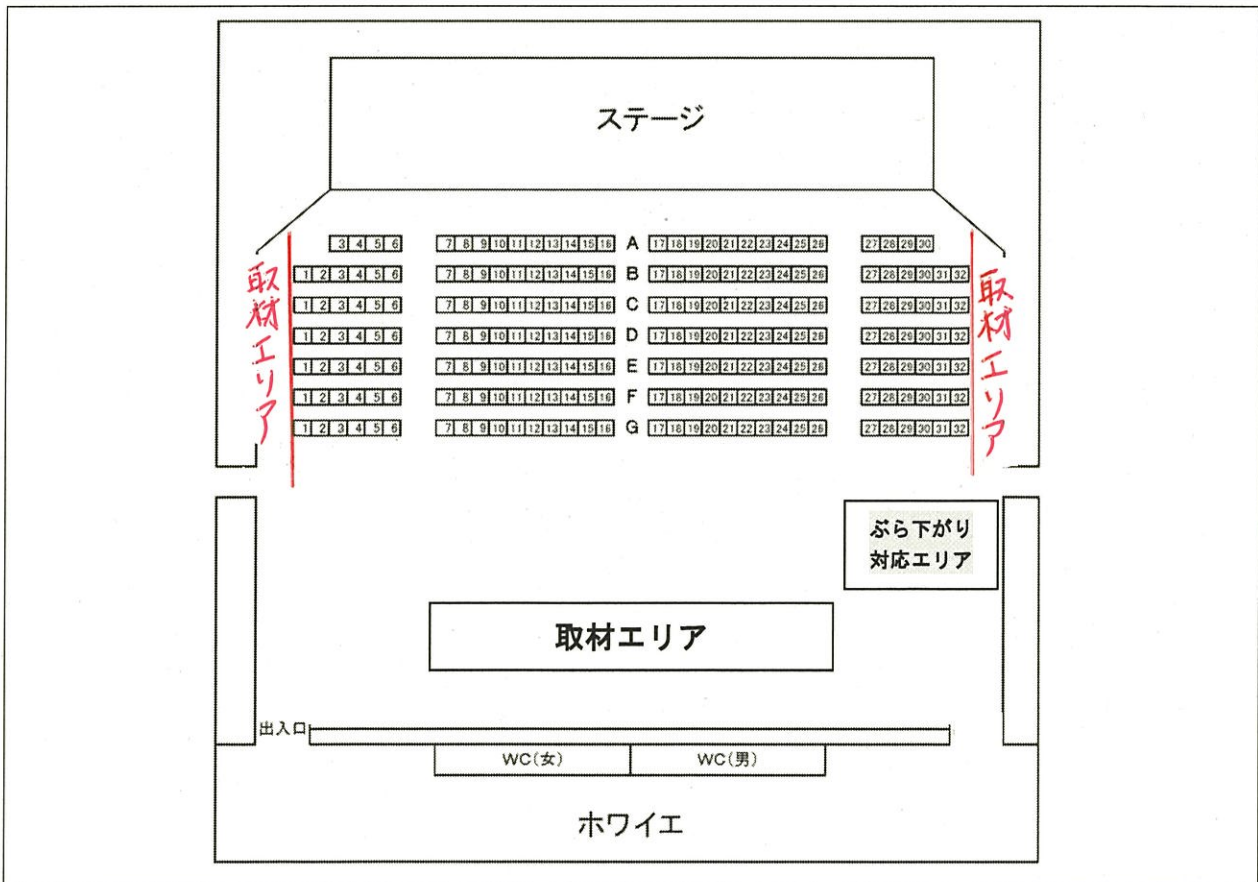 ステージ
3 4 5 6 7 8 9 10 11 12 13 14 15 16 A 17 18 19 20 21 22 23 24 25 26 27 28 29 30
1 2 3 4 5 6 7 8 9 10 11 12 13 14 15 16 B 17 18 19 20 21 22 23 24 25 26 27 28 29 30 31 32
1 2 3 4 5 6 7 8 9 10 11 12 13 14 15 16 C 17 18 19 20 21 22 23 24 25 26 27 28 29 30 31 32
1 2 3 4 5 6 7 8 9 10 11 12 13 14 15 16 D 17 18 19 20 21 22 23 24 25 26 27 28 29 30 31 32
1 2 3 4 5 6 7 8 9 10 11 12 13 14 15 16 E 17 18 19 20 21 22 23 24 25 26 27 28 29 30 31 32
1 2 3 4 5 6 7 8 9 10 11 12 13 14 15 16 F 17 18 19 20 21 22 23 24 25 26 27 28 29 30 31 32
1 2 3 4 5 6 7 8 9 10 11 12 13 14 15 16 G 17 18 19 20 21 22 23 24 25 26 27 28 29 30 31 32
取材エリア
取材エリア
ぶら下がり
対応エリア
取材エリア
出入口
WC(女) WC(男)
ホワイエ